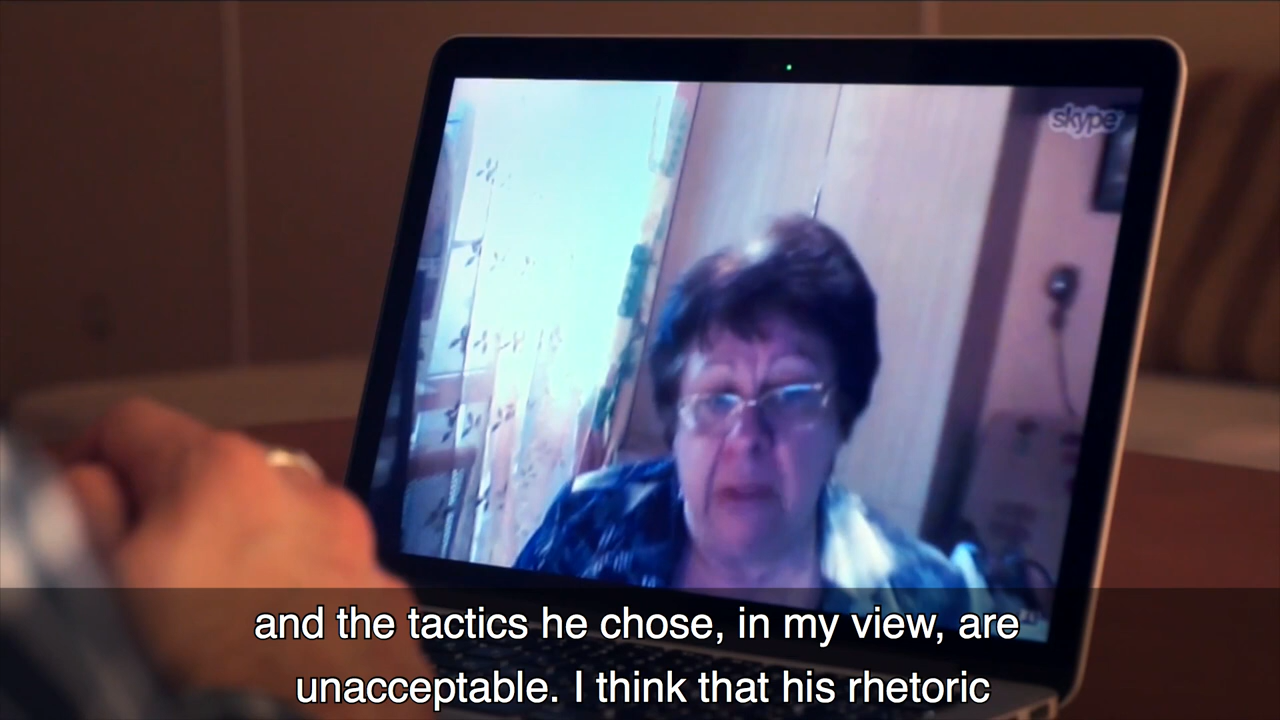 skype
and the tactics he chose, in my view, are
unacceptable. I think that his rhetoric